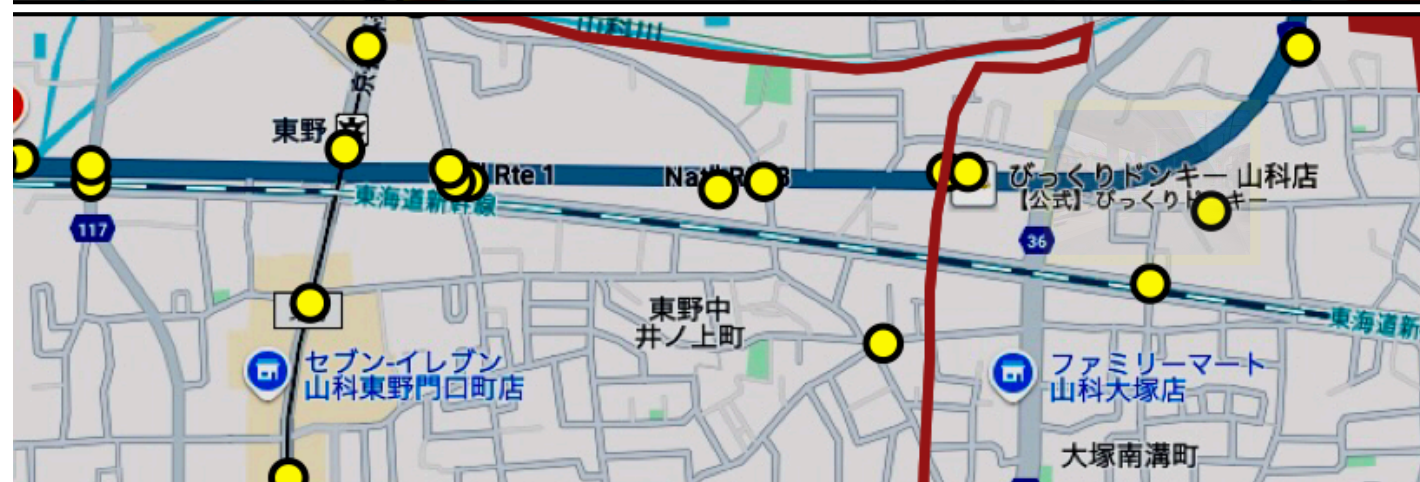 山科川
東野
Rte 1
東海道新幹線
117
びっくりドンキー 山科店
【公式】びっくりドンキー
36
東野中
井ノ上町
東海道新
セブン-イレブン
山科東野門口町店
ファミリーマート
山科大塚店
大塚南溝町